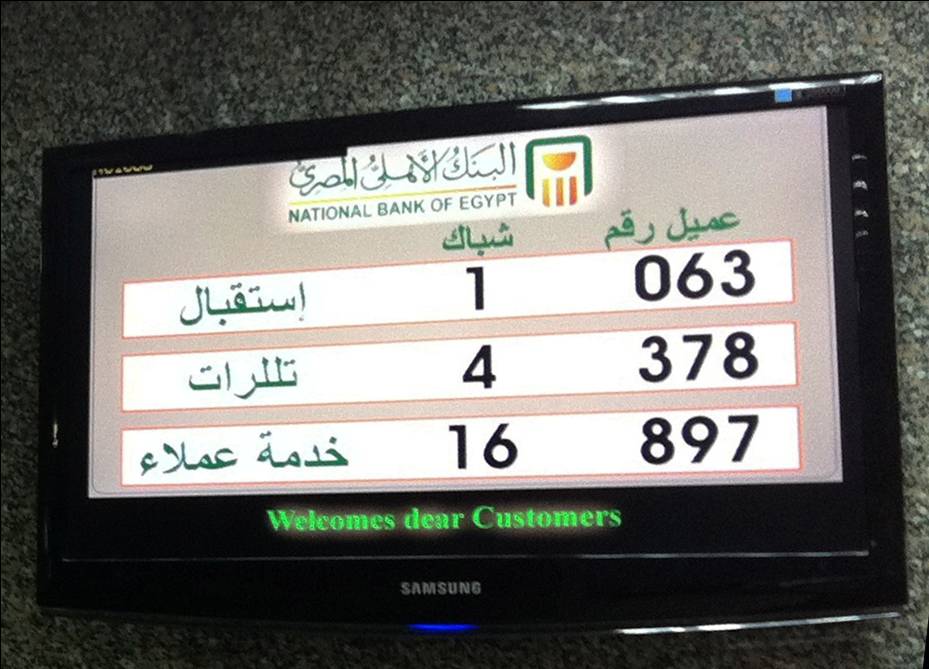 البنك الأهلي المصري
NATIONAL BANK OF EGYPT
عميل رقم شباك
063 1 إستقبال
378 4 تللرات
897 16 خدمة عملاء
Welcomes dear Customers
SAMSUNG